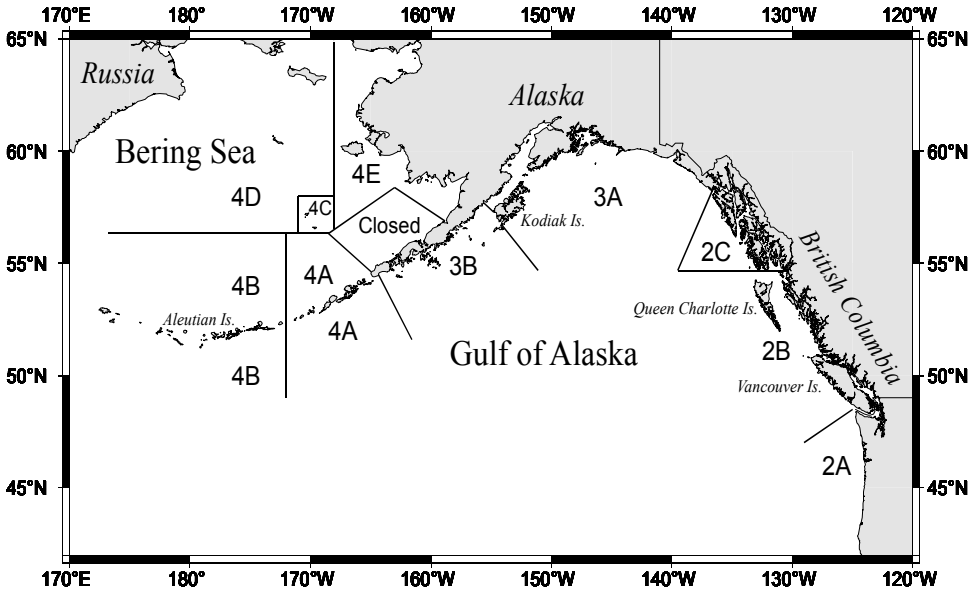 170°E 180° 170°W 160°W 150°W 140°W 130°W 120°W
65°N 65°N
Russia
Alaska
Bering Sea
60°N 60°N
4E
4D
4C
3A
Closed
Kodiak Is.
2C
British Columbia
55°N 55°N
4A
3B
4B
Queen Charlotte Is.
Aleutian Is.
4A
Gulf of Alaska
2B
50°N 50°N
4B
Vancouver Is.
2A
45°N 45°N
170°E 180° 170°W 160°W 150°W 140°W 130°W 120°W